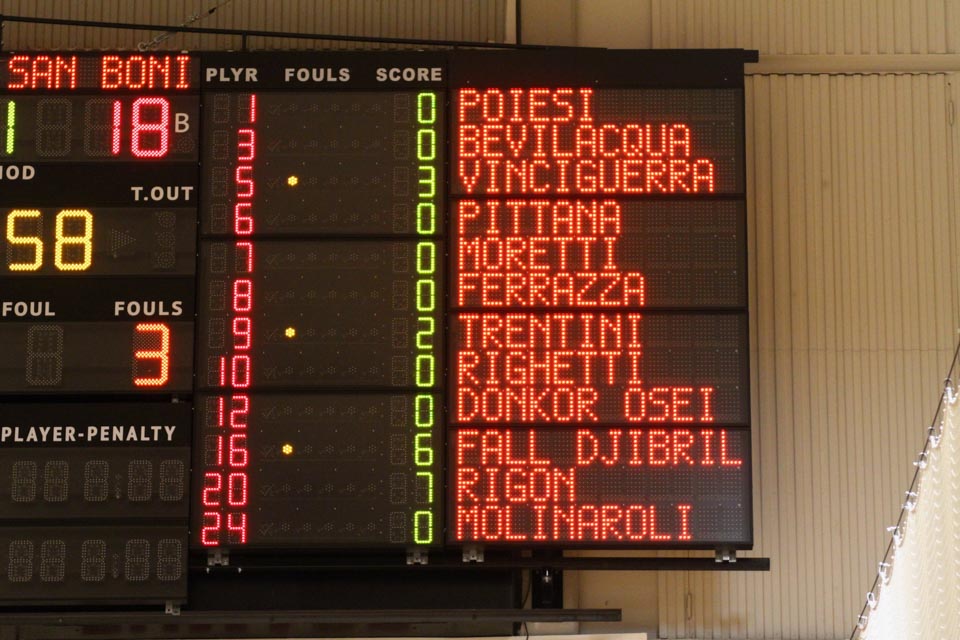 SAN BONI
PLYR FOULS SCORE
1 0 POIESI
3 0 BEVILACQUA
5 3 VINCIGUERRA
6 0 PITTANA
7 0 MORETTI
8 0 FERRAZZA
9 2 TRENTINI
10 0 RIGHETTI
12 0 DONKOR OSEI
16 6 FALL DJIBRIL
20 7 RIGON
24 0 MOLINAROLI
1 18 B
IOD
T.OUT
58
FOUL FOULS
3
PLAYER-PENALTY